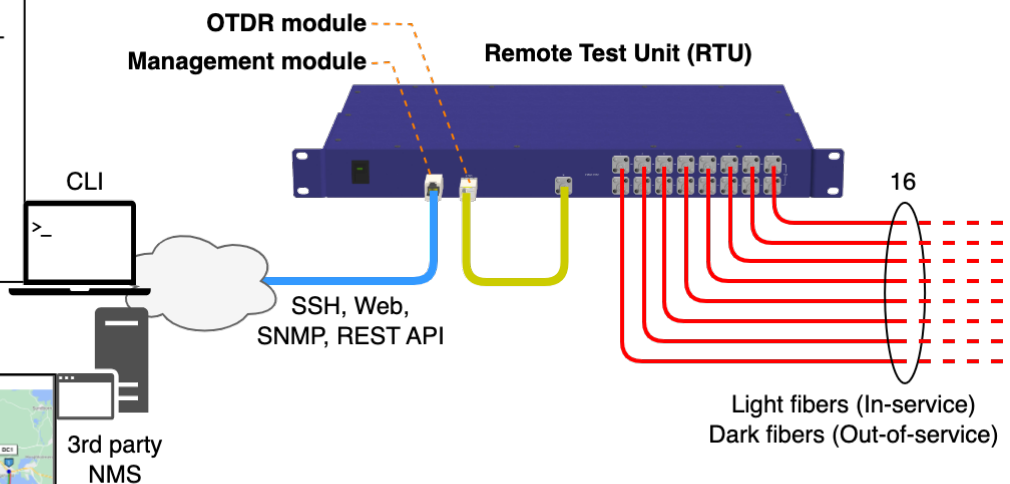 OTDR module
Management module
Remote Test Unit (RTU)
CLI
>_
16
SSH, Web,
SNMP, REST API
Light fibers (In-service)
Dark fibers (Out-of-service)
3rd party
NMS
DC1